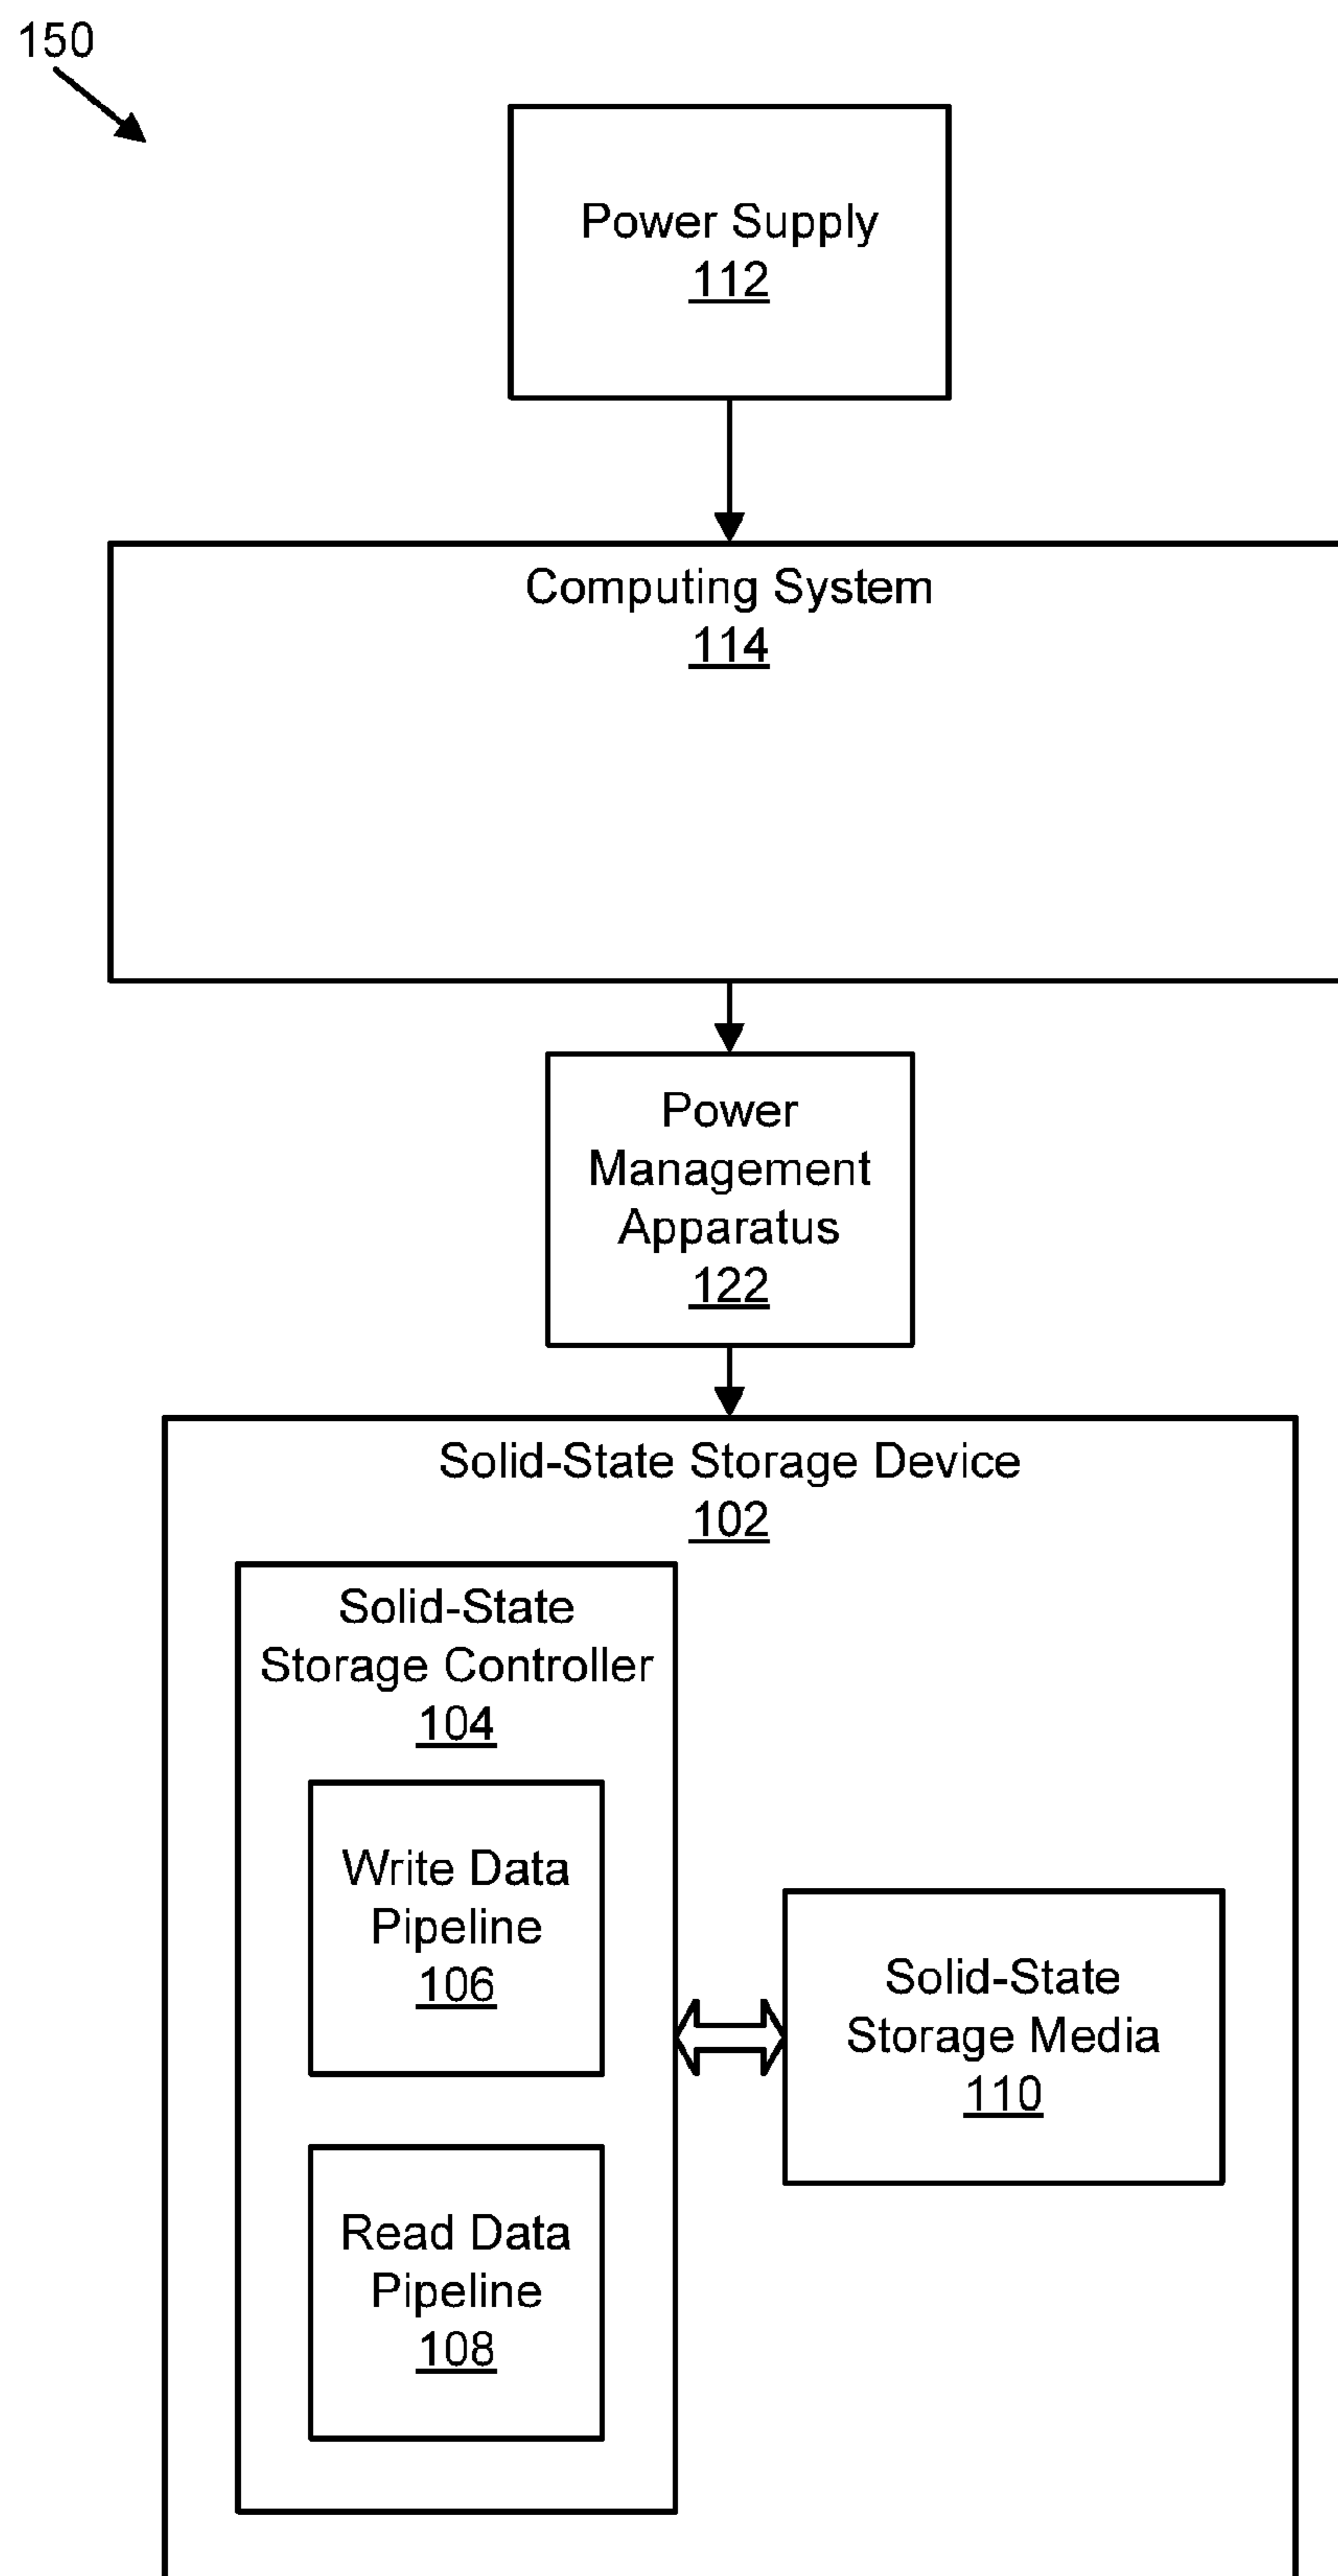 150
Power Supply
112
Computing System
114
Power
Management
Apparatus
122
Solid-State Storage Device
102
Solid-State
Storage Controller
104
Write Data
Pipeline
106
Solid-State
Storage Media
110
Read Data
Pipeline
108